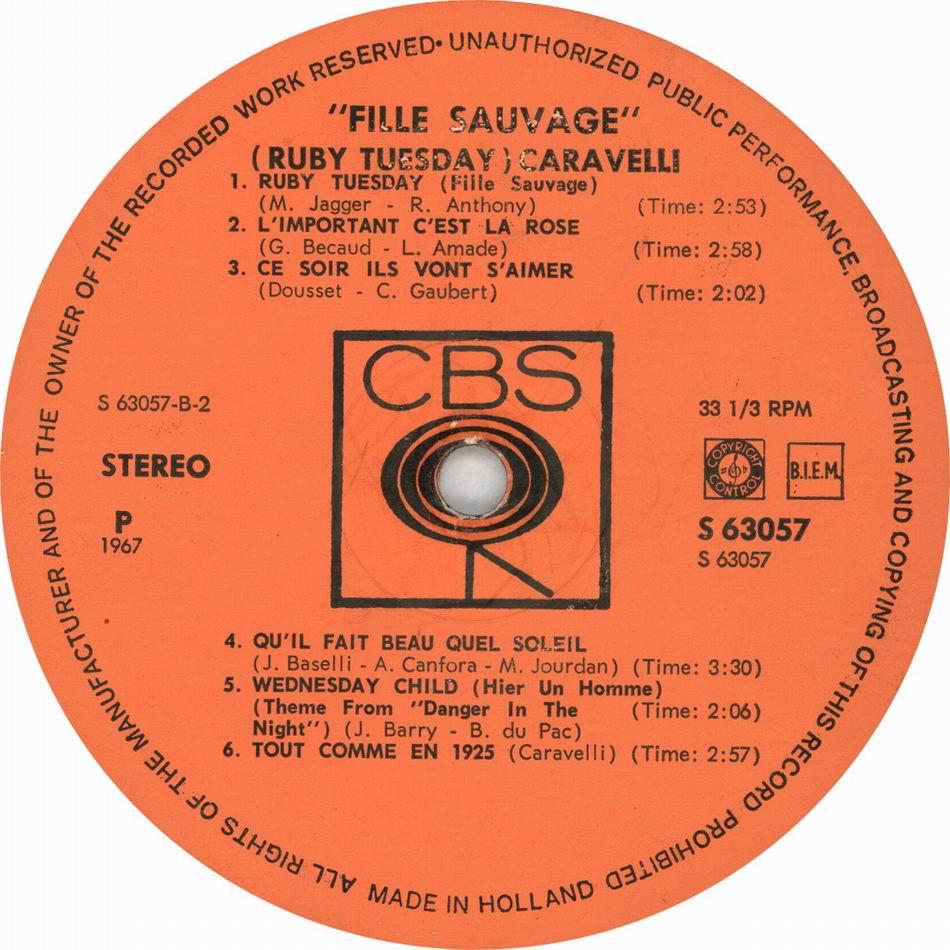 ALL RIGHTS OF THE MANUFACTURER AND OF THE OWNER OF THE RECORDED WORK RESERVED• UNAUTHORIZED PUBLIC PERFORMANCE, BROADCASTING AND COPYING OF THIS RECORD PROHIBITED
"FILLE SAUVAGE"
(RUBY TUESDAY) CARAVELLI
1. RUBY TUESDAY (Fille Sauvage)
(M. Jagger - R. Anthony) (Time: 2:53)
2. L'IMPORTANT C'EST LA ROSE
(G. Becaud - L. Amade) (Time: 2:58)
3. CE SOIR ILS VONT S'AIMER
(Dousset - C. Gaubert) (Time: 2:02)
CBS
S 63057-B-2
33 1/3 RPM
STEREO
COPYRIGHT CONTROL
B.I.E.M.
P
1967
S 63057
S 63057
4. QU'IL FAIT BEAU QUEL SOLEIL
(J. Baselli - A. Canfora - M. Jourdan) (Time: 3:30)
5. WEDNESDAY CHILD (Hier Un Homme)
(Theme From "Danger In The (Time: 2:06)
Night") (J. Barry - B. du Pac)
6. TOUT COMME EN 1925 (Caravelli) (Time: 2:57)
MADE IN HOLLAND